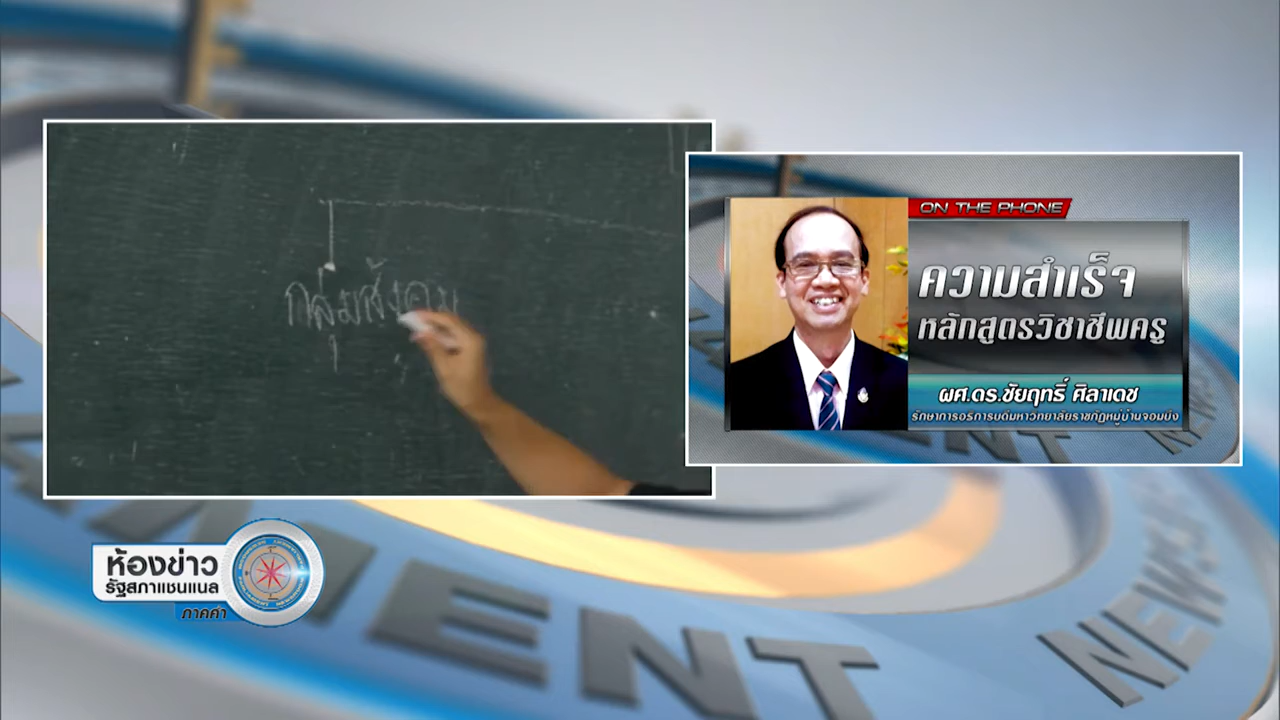 กลุ่มสังคม
ON THE PHONE
ความสำเร็จ
หลักสูตรวิชาชีพครู
ผศ.ดร.ชัยฤทธิ์ ศิลาเดช
รักษาการอธิการบดีมหาวิทยาลัยราชภัฏหมู่บ้านจอมบึง
ห้องข่าว
รัฐสภาแชนแนล
ภาคค่ำ
AMENT
NEWS